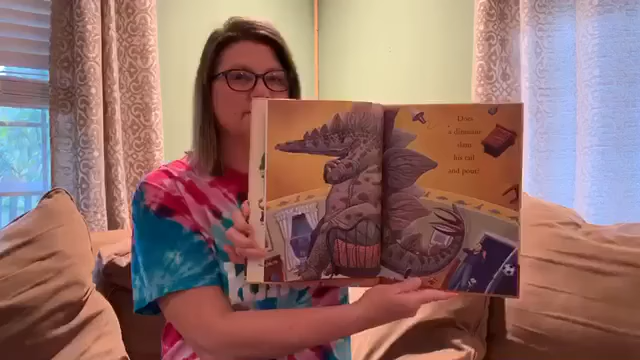 Does
a dinosaur
slam
his tail
and pout?